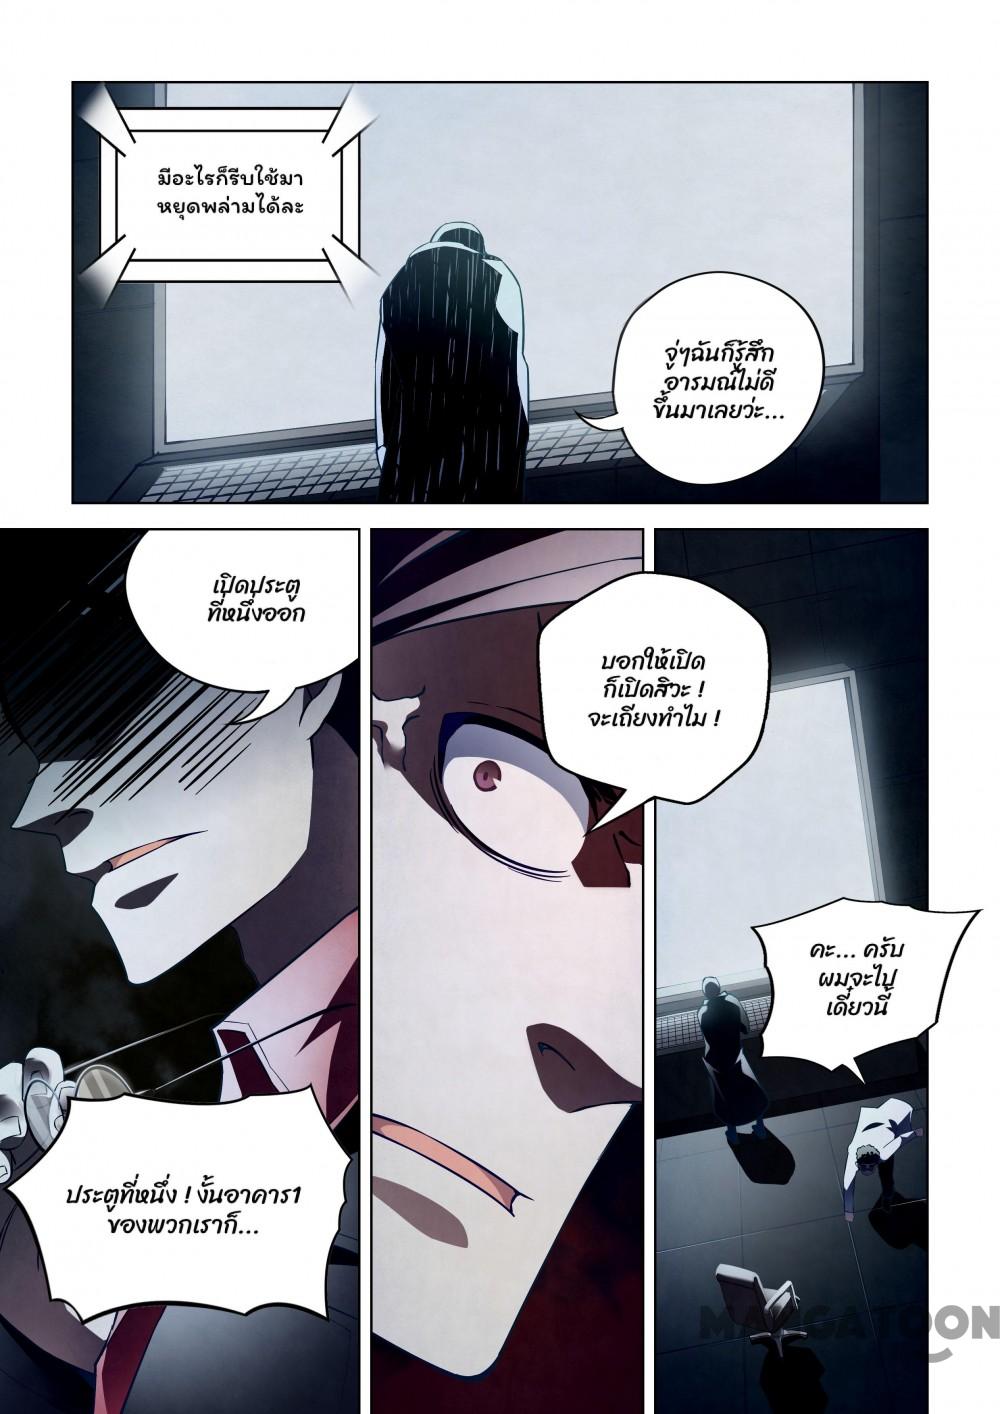 มีอะไรก็รีบใช้มา
หยุดพล่ามได้ละ
จู่ๆฉันก็รู้สึก
อารมณ์ไม่ดี
ขึ้นมาเลยว่ะ...
เปิดประตู
ที่หนึ่งออก
ประตูที่หนึ่ง ! งั้นอาคาร1
ของพวกเราก็...
บอกให้เปิด
ก็เปิดสิวะ !
จะเถียงทำไม !
คะ... ครับ
ผมจะไป
เดี๋ยวนี้
MANGATOON